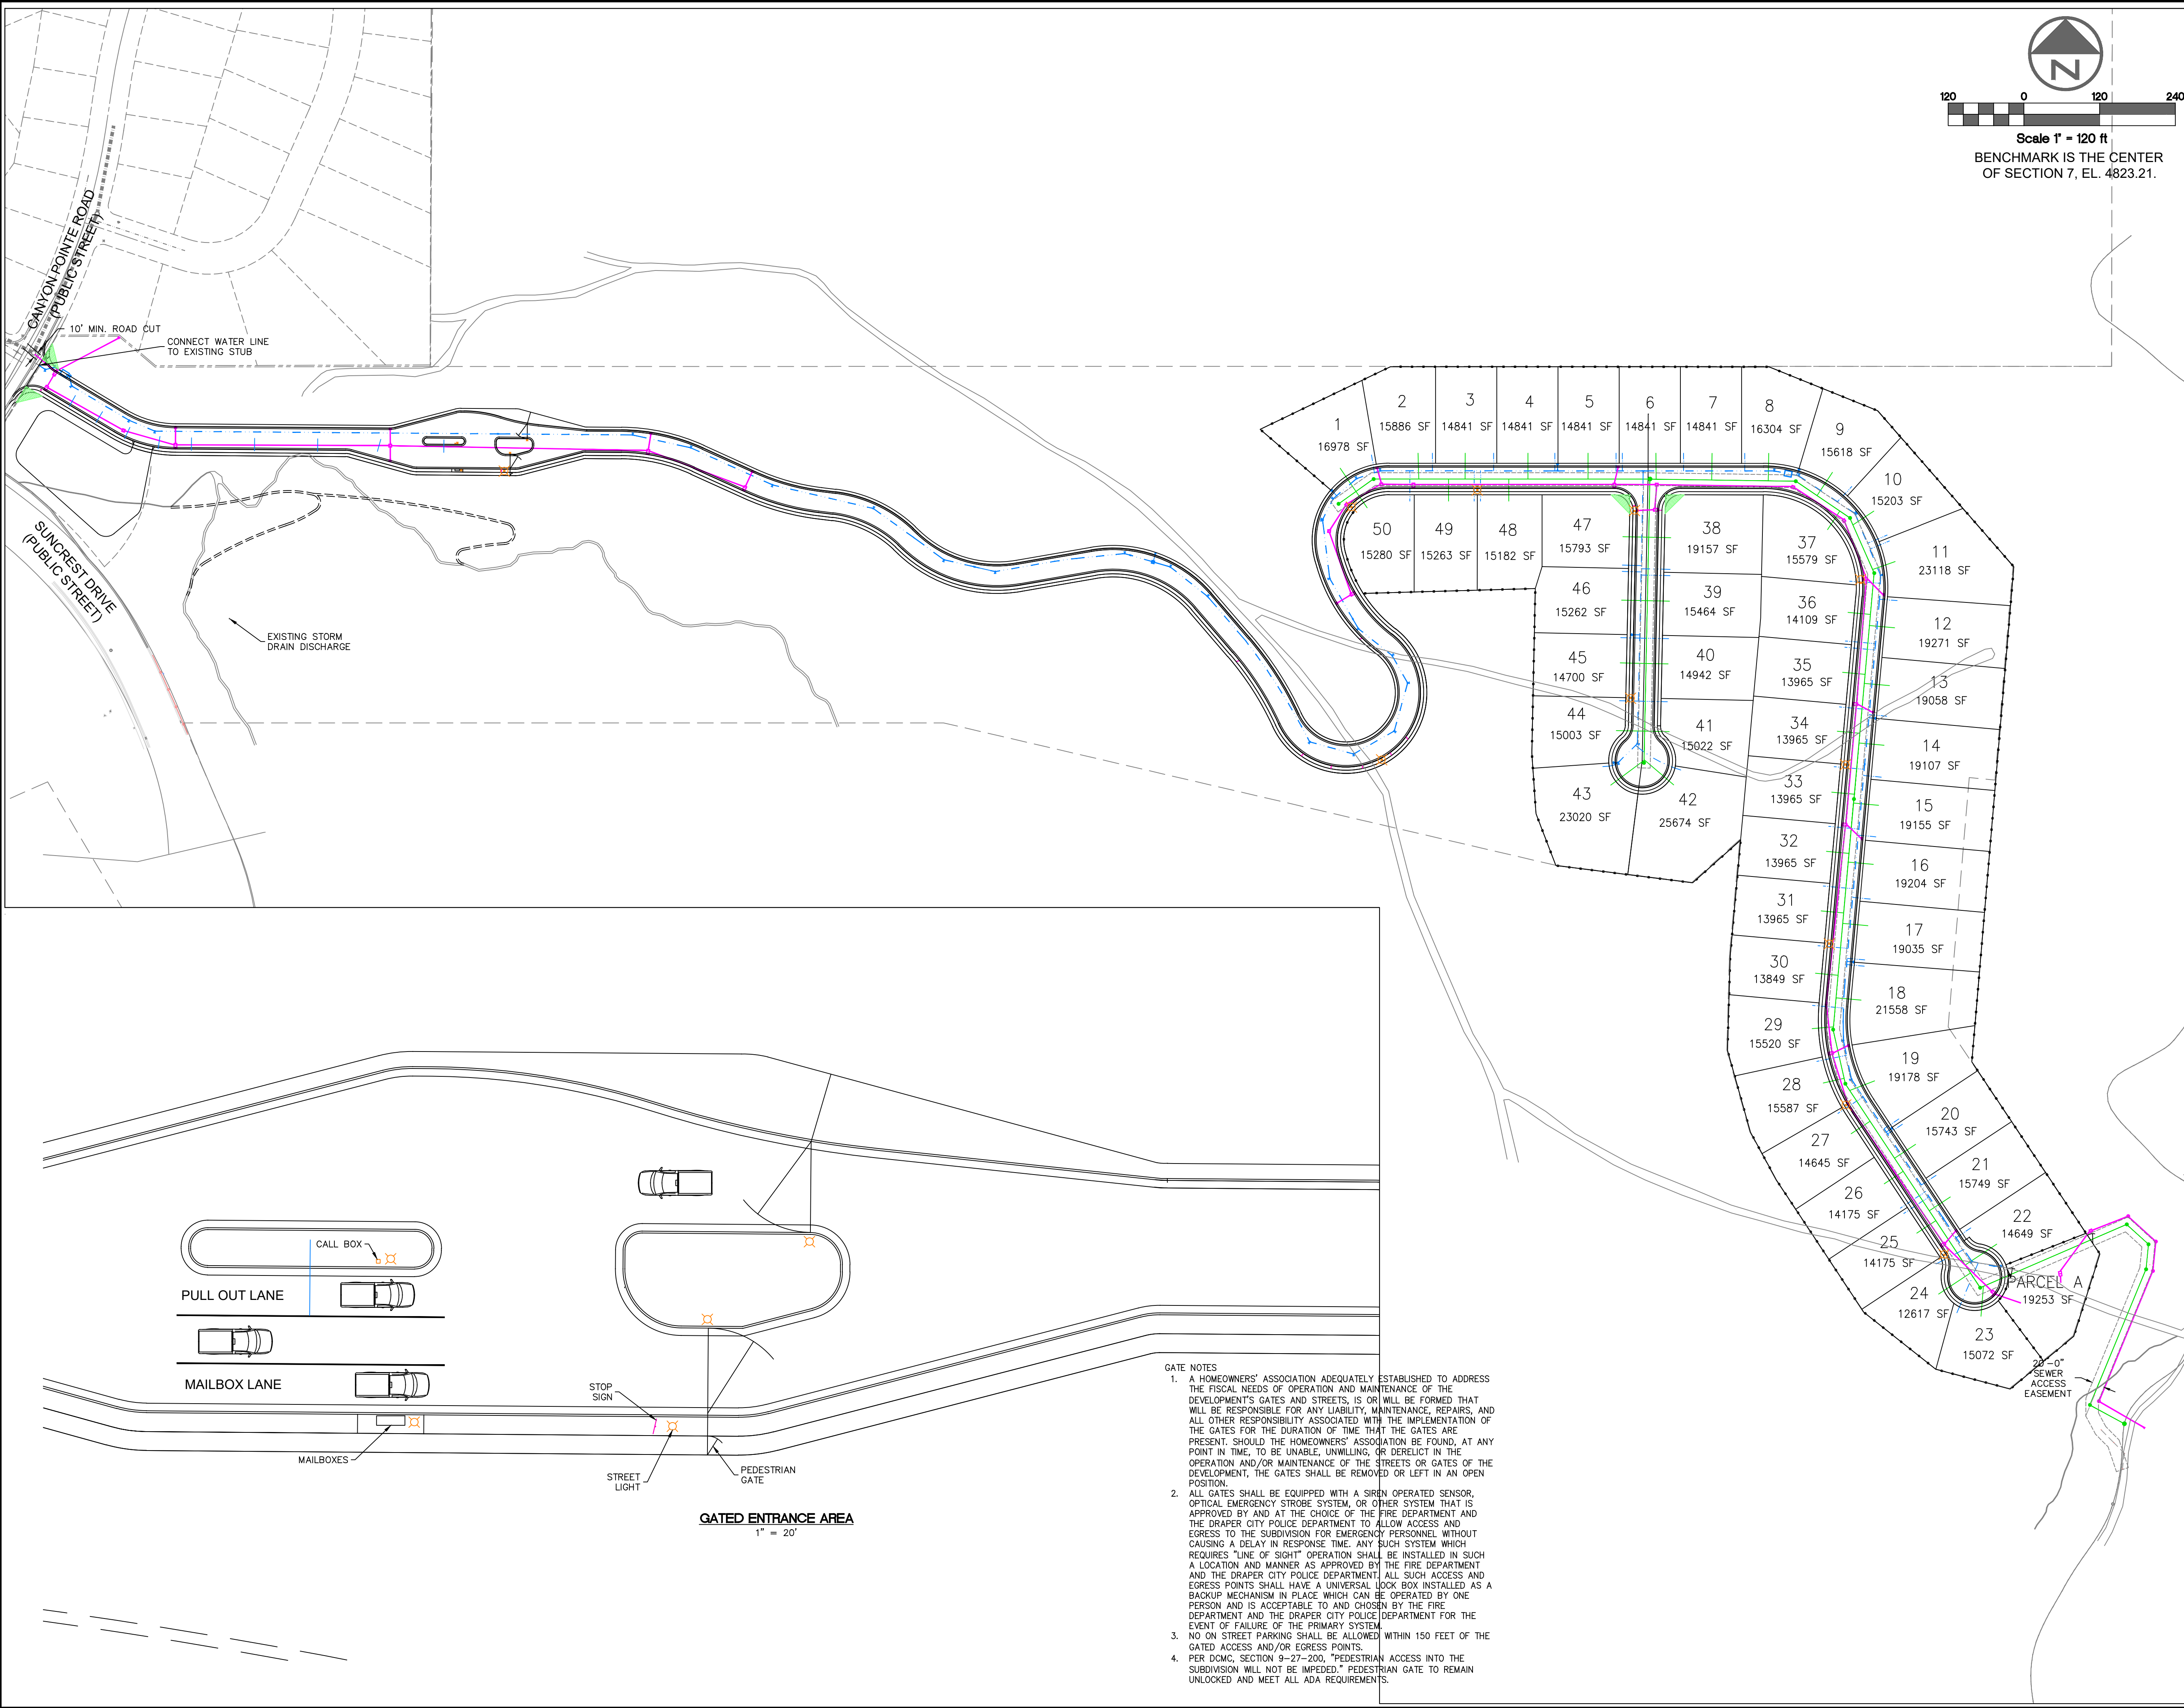 N
120 0 120 240
Scale 1" = 120 ft
BENCHMARK IS THE CENTER
OF SECTION 7, EL. 4823.21.
CANYON POINTE ROAD
(PUBLIC STREET)
10' MIN. ROAD CUT
CONNECT WATER LINE
TO EXISTING STUB
SUNCREST DRIVE
(PUBLIC STREET)
EXISTING STORM
DRAIN DISCHARGE
1
16978 SF
2
15886 SF
3
14841 SF
4
14841 SF
5
14841 SF
6
14841 SF
7
14841 SF
8
16304 SF
9
15618 SF
10
15203 SF
11
23118 SF
12
19271 SF
13
19058 SF
14
19107 SF
15
19155 SF
16
19204 SF
17
19035 SF
18
21558 SF
19
19178 SF
20
15743 SF
21
15749 SF
22
14649 SF
PARCEL A
19253 SF
23
15072 SF
24
12617 SF
25
14175 SF
26
14175 SF
27
14645 SF
28
15587 SF
29
15520 SF
30
13849 SF
31
13965 SF
32
13965 SF
33
13965 SF
34
13965 SF
35
13965 SF
36
14109 SF
37
15579 SF
38
19157 SF
39
15464 SF
40
14942 SF
41
15022 SF
42
25674 SF
43
23020 SF
44
15003 SF
45
14700 SF
46
15262 SF
47
15793 SF
48
15182 SF
49
15263 SF
50
15280 SF
20'-0"
SEWER
ACCESS
EASEMENT
CALL BOX
PULL OUT LANE
MAILBOX LANE
MAILBOXES
STOP
SIGN
STREET
LIGHT
PEDESTRIAN
GATE
GATED ENTRANCE AREA
1" = 20'
GATE NOTES
1. A HOMEOWNERS' ASSOCIATION ADEQUATELY ESTABLISHED TO ADDRESS
THE FISCAL NEEDS OF OPERATION AND MAINTENANCE OF THE
DEVELOPMENT'S GATES AND STREETS, IS OR WILL BE FORMED THAT
WILL BE RESPONSIBLE FOR ANY LIABILITY, MAINTENANCE, REPAIRS, AND
ALL OTHER RESPONSIBILITY ASSOCIATED WITH THE IMPLEMENTATION OF
THE GATES FOR THE DURATION OF TIME THAT THE GATES ARE
PRESENT. SHOULD THE HOMEOWNERS' ASSOCIATION BE FOUND, AT ANY
POINT IN TIME, TO BE UNABLE, UNWILLING, OR DERELICT IN THE
OPERATION AND/OR MAINTENANCE OF THE STREETS OR GATES OF THE
DEVELOPMENT, THE GATES SHALL BE REMOVED OR LEFT IN AN OPEN
POSITION.
2. ALL GATES SHALL BE EQUIPPED WITH A SIREN OPERATED SENSOR,
OPTICAL EMERGENCY STROBE SYSTEM, OR OTHER SYSTEM THAT IS
APPROVED BY AND AT THE CHOICE OF THE FIRE DEPARTMENT AND
THE DRAPER CITY POLICE DEPARTMENT TO ALLOW ACCESS AND
EGRESS TO THE SUBDIVISION FOR EMERGENCY PERSONNEL WITHOUT
CAUSING A DELAY IN RESPONSE TIME. ANY SUCH SYSTEM WHICH
REQUIRES "LINE OF SIGHT" OPERATION SHALL BE INSTALLED IN SUCH
A LOCATION AND MANNER AS APPROVED BY THE FIRE DEPARTMENT
AND THE DRAPER CITY POLICE DEPARTMENT. ALL SUCH ACCESS AND
EGRESS POINTS SHALL HAVE A UNIVERSAL LOCK BOX INSTALLED AS A
BACKUP MECHANISM IN PLACE WHICH CAN BE OPERATED BY ONE
PERSON AND IS ACCEPTABLE TO AND CHOSEN BY THE FIRE
DEPARTMENT AND THE DRAPER CITY POLICE DEPARTMENT FOR THE
EVENT OF FAILURE OF THE PRIMARY SYSTEM.
3. NO ON STREET PARKING SHALL BE ALLOWED WITHIN 150 FEET OF THE
GATED ACCESS AND/OR EGRESS POINTS.
4. PER DCMC, SECTION 9-27-200, "PEDESTRIAN ACCESS INTO THE
SUBDIVISION WILL NOT BE IMPEDED." PEDESTRIAN GATE TO REMAIN
UNLOCKED AND MEET ALL ADA REQUIREMENTS.